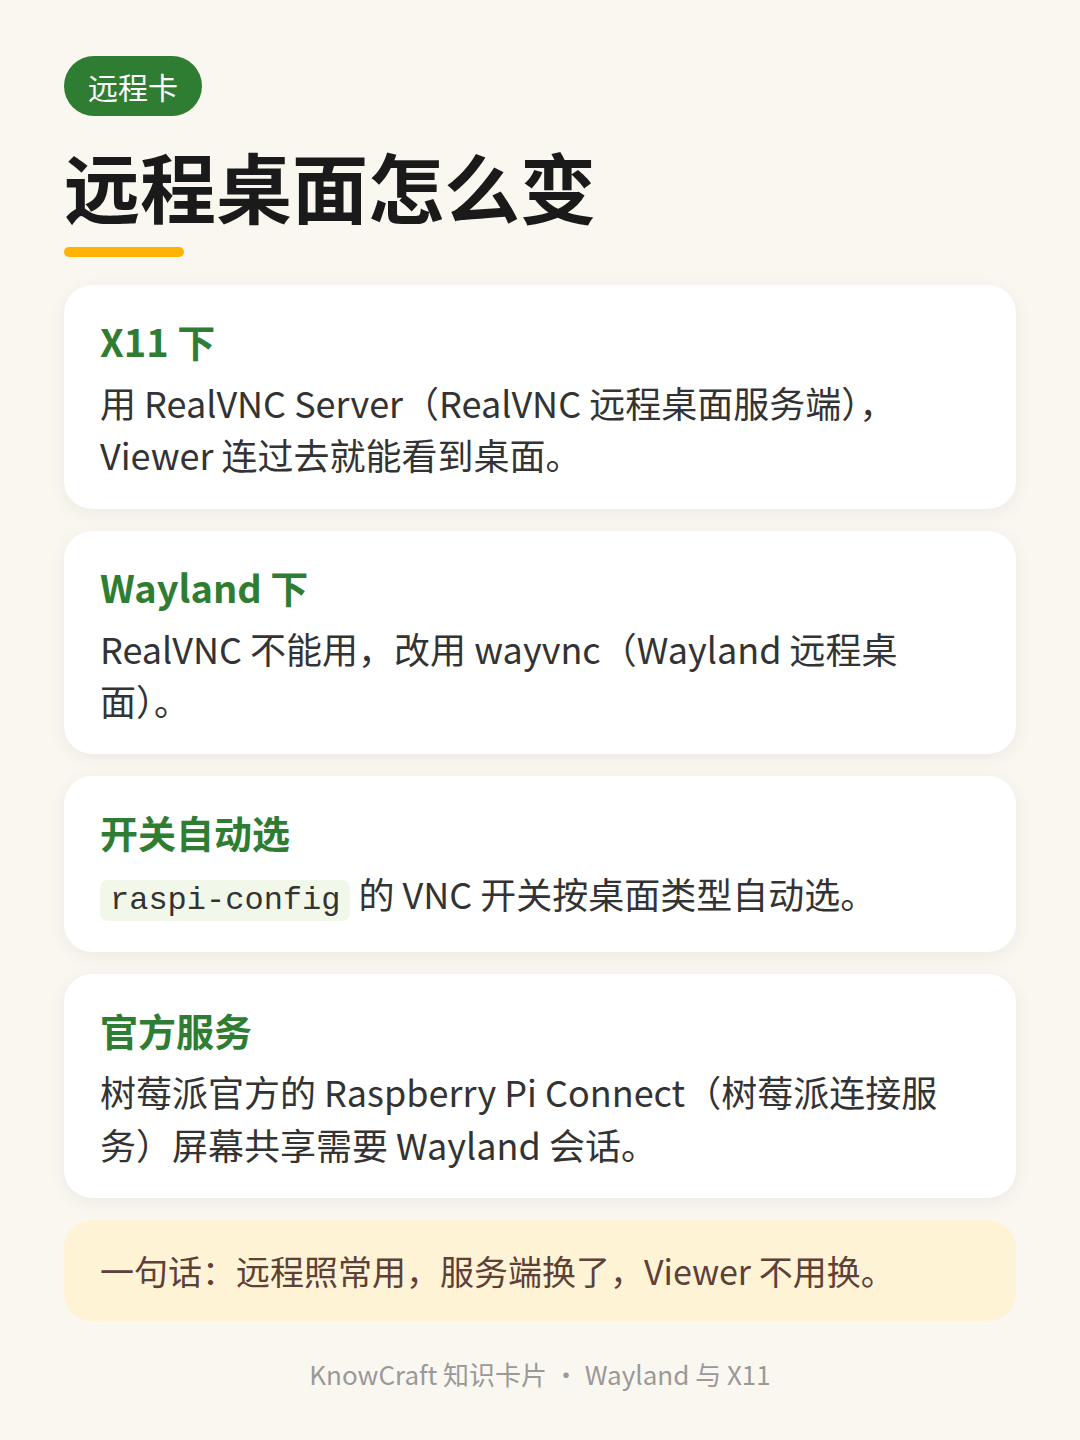 远程卡
远程桌面怎么变
X11 下
用 RealVNC Server（RealVNC 远程桌面服务端），
Viewer 连过去就能看到桌面。
Wayland 下
RealVNC 不能用，改用 wayvnc（Wayland 远程桌
面）。
开关自动选
raspi-config 的 VNC 开关按桌面类型自动选。
官方服务
树莓派官方的 Raspberry Pi Connect（树莓派连接服
务）屏幕共享需要 Wayland 会话。
一句话：远程照常用，服务端换了，Viewer 不用换。
KnowCraft 知识卡片 · Wayland 与 X11